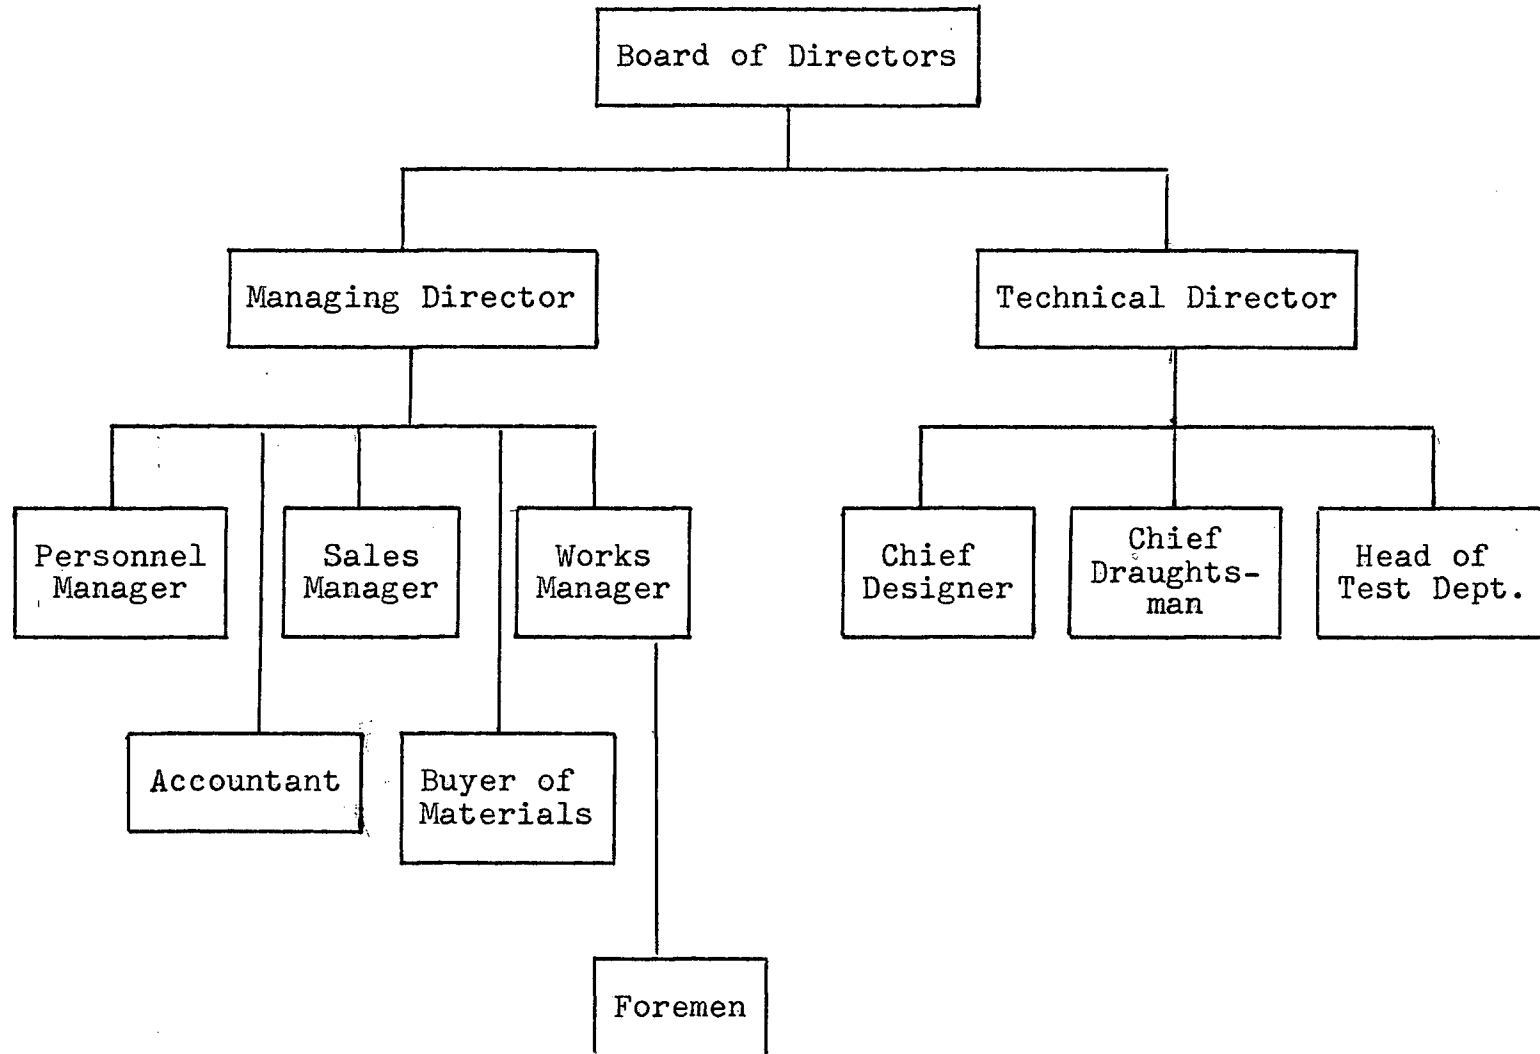 Board of Directors
Managing Director
Technical Director
Personnel
Manager
Sales
Manager
Works
Manager
Chief
Designer
Chief
Draughts-
man
Head of
Test Dept.
Accountant
Buyer of
Materials
Foremen